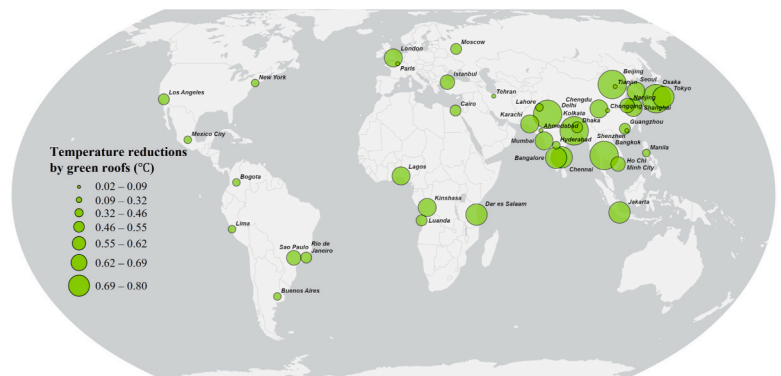 Moscow
London
Paris
New York
Istanbul
Los Angeles
Tehran
Cairo
Mexico City
Beijing
Tianjin
Seoul
Osaka
Tokyo
Chengdu
Nanjing
Chongqing
Shanghai
Lahore
Delhi
Karachi
Kolkata
Dhaka
Ahmedabad
Guangzhou
Mumbai
Hyderabad
Shenzhen
Bangkok
Manila
Bangalore
Chennai
Ho Chi
Minh City
Temperature reductions
by green roofs (°C)
0.02 – 0.09
0.09 – 0.32
0.32 – 0.46
0.46 – 0.55
0.55 – 0.62
0.62 – 0.69
0.69 – 0.80
Bogota
Lagos
Kinshasa
Dar es Salaam
Jakarta
Lima
Luanda
Sao Paulo
Rio de
Janeiro
Buenos Aires